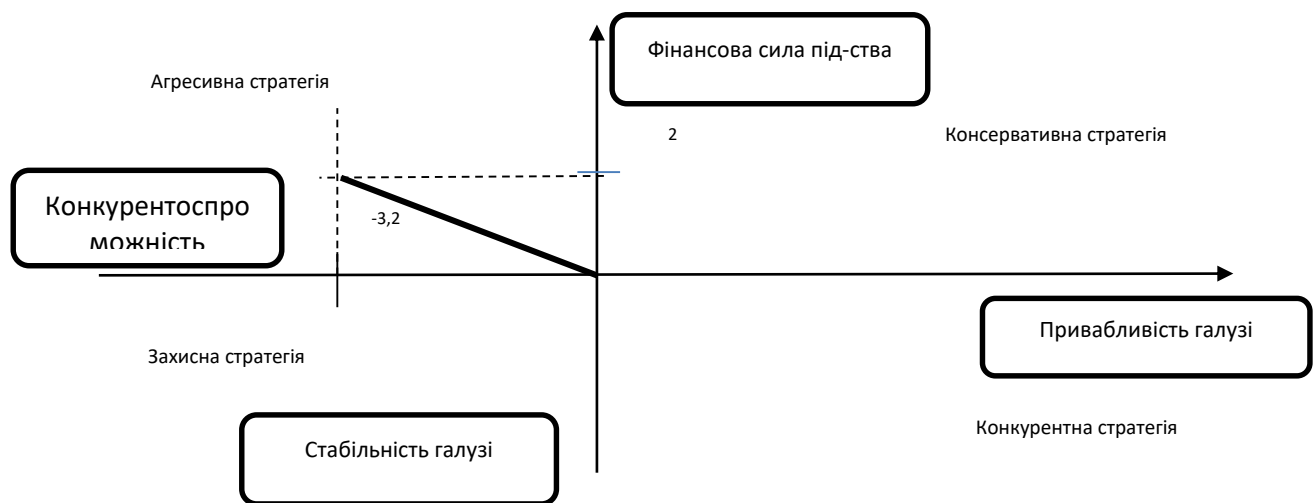 Фінансова сила під-ства
Агресивна стратегія
2
Консервативна стратегія
Конкурентоспро
можність
-3,2
Привабливість галузі
Захисна стратегія
Конкурентна стратегія
Стабільність галузі